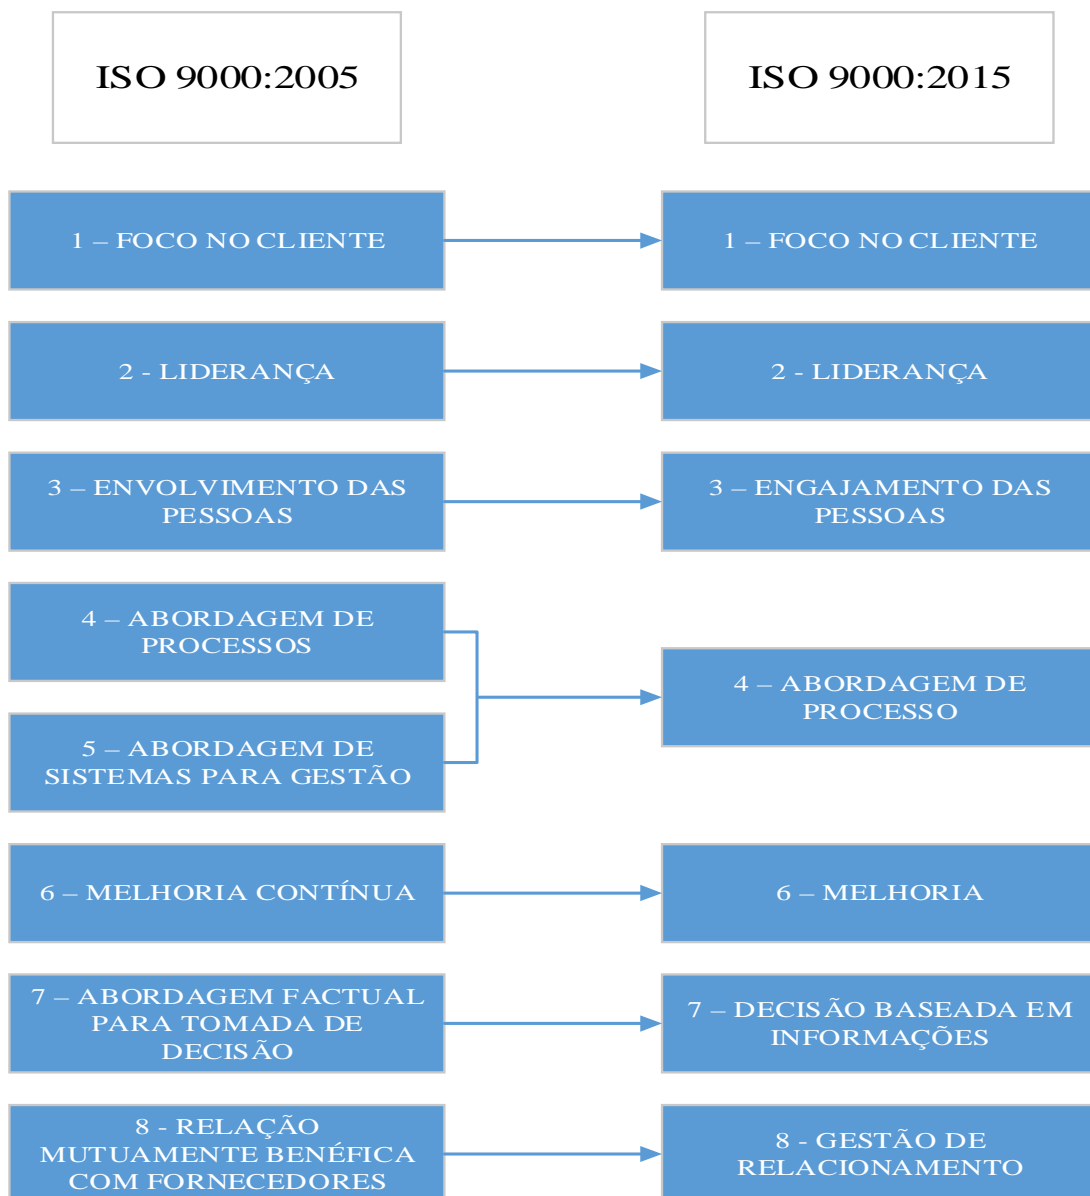 ISO 9000:2005
ISO 9000:2015
1 – FOCO NO CLIENTE
1 – FOCO NO CLIENTE
2 - LIDERANÇA
2 - LIDERANÇA
3 – ENVOLVIMENTO DAS
PESSOAS
3 – ENGAJAMENTO DAS
PESSOAS
4 – ABORDAGEM DE
PROCESSOS
5 – ABORDAGEM DE
SISTEMAS PARA GESTÃO
4 – ABORDAGEM DE
PROCESSO
6 – MELHORIA CONTÍNUA
6 – MELHORIA
7 – ABORDAGEM FACTUAL
PARA TOMADA DE
DECISÃO
7 – DECISÃO BASEADA EM
INFORMAÇÕES
8 - RELAÇÃO
MUTUAMENTE BENÉFICA
COM FORNECEDORES
8 - GESTÃO DE
RELACIONAMENTO